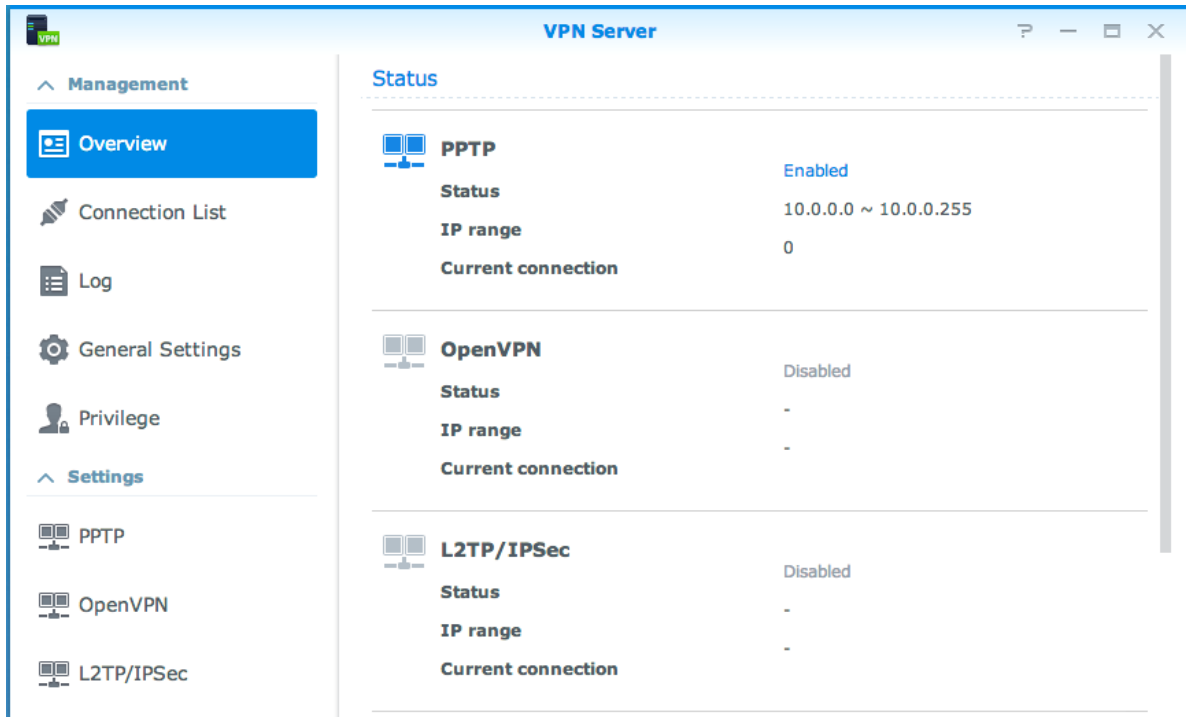 VPN
VPN Server
Management
Overview
Connection List
Log
General Settings
Privilege
Settings
PPTP
OpenVPN
L2TP/IPSec
Status
PPTP
Status
Enabled
IP range
10.0.0.0 ~ 10.0.0.255
Current connection
0
OpenVPN
Status
Disabled
IP range
-
Current connection
-
L2TP/IPSec
Status
Disabled
IP range
-
Current connection
-